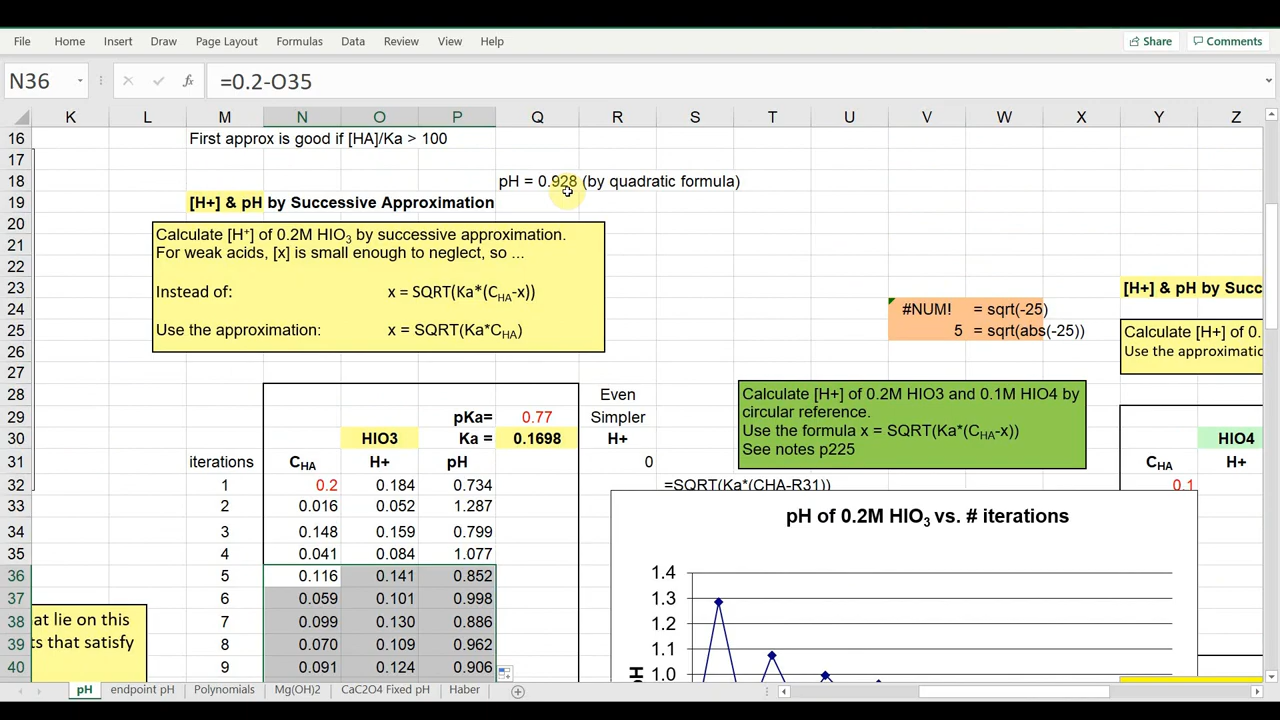 File Home Insert Draw Page Layout Formulas Data Review View Help Share Comments
N36 fx =0.2-O35
K L M N O P Q R S T U V W X Y Z
16 First approx is good if [HA]/Ka > 100
17
18 pH = 0.928 (by quadratic formula)
19 [H+] & pH by Successive Approximation
20 Calculate [H+] of 0.2M HIO3 by successive approximation.
21 For weak acids, [x] is small enough to neglect, so ...
22
23 Instead of: x = SQRT(Ka*(CHA-x)) [H+] & pH by Succ
24 #NUM! = sqrt(-25)
25 Use the approximation: x = SQRT(Ka*CHA) 5 = sqrt(abs(-25)) Calculate [H+] of 0.
26 Use the approximatic
27
28 Even
29 pKa= 0.77 Simpler
30 HIO3 Ka = 0.1698 H+ HIO4
31 iterations CHA H+ pH 0 CHA H+
Calculate [H+] of 0.2M HIO3 and 0.1M HIO4 by
circular reference.
Use the formula x = SQRT(Ka*(CHA-x))
See notes p225
32 1 0.2 0.184 0.734 =SQRT(Ka*(CHA-R31)) 0.1
33 2 0.016 0.052 1.287
34 3 0.148 0.159 0.799
35 4 0.041 0.084 1.077
36 5 0.116 0.141 0.852
37 6 0.059 0.101 0.998
38 7 0.099 0.130 0.886
39 8 0.070 0.109 0.962
40 9 0.091 0.124 0.906
at lie on this
ts that satisfy
pH of 0.2M HIO3 vs. # iterations
1.4
1.3
1.2
1.1
1.0
pH endpoint pH Polynomials Mg(OH)2 CaC2O4 Fixed pH Haber